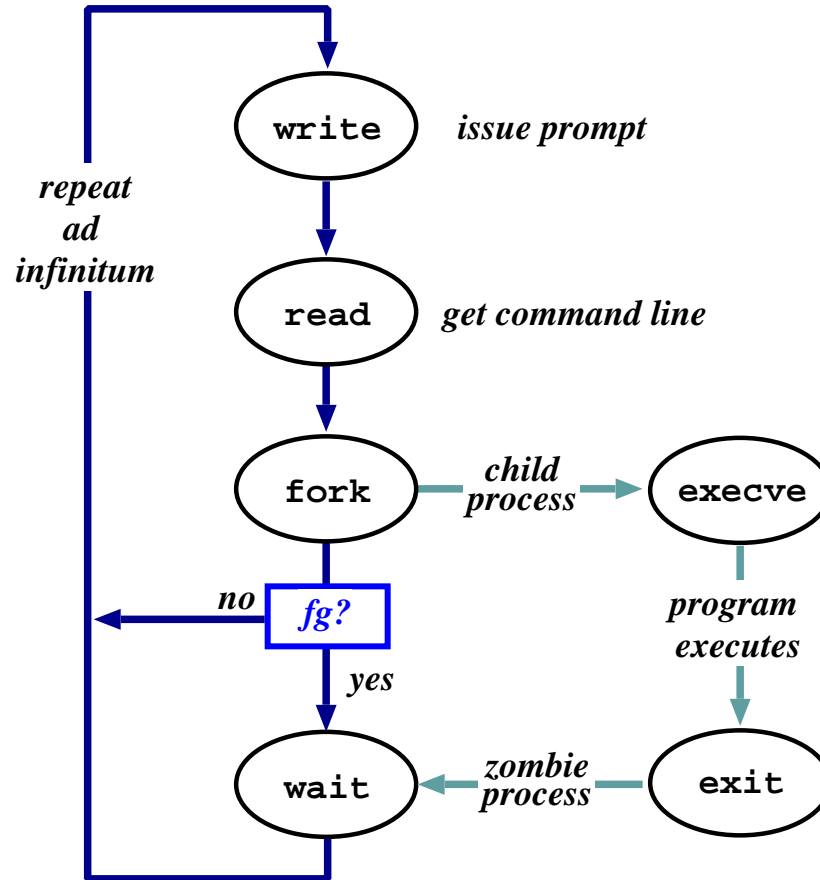 write
issue prompt
repeat
ad
infinitum
read
get command line
fork
child
process
execve
no
fg?
yes
program
executes
wait
zombie
process
exit